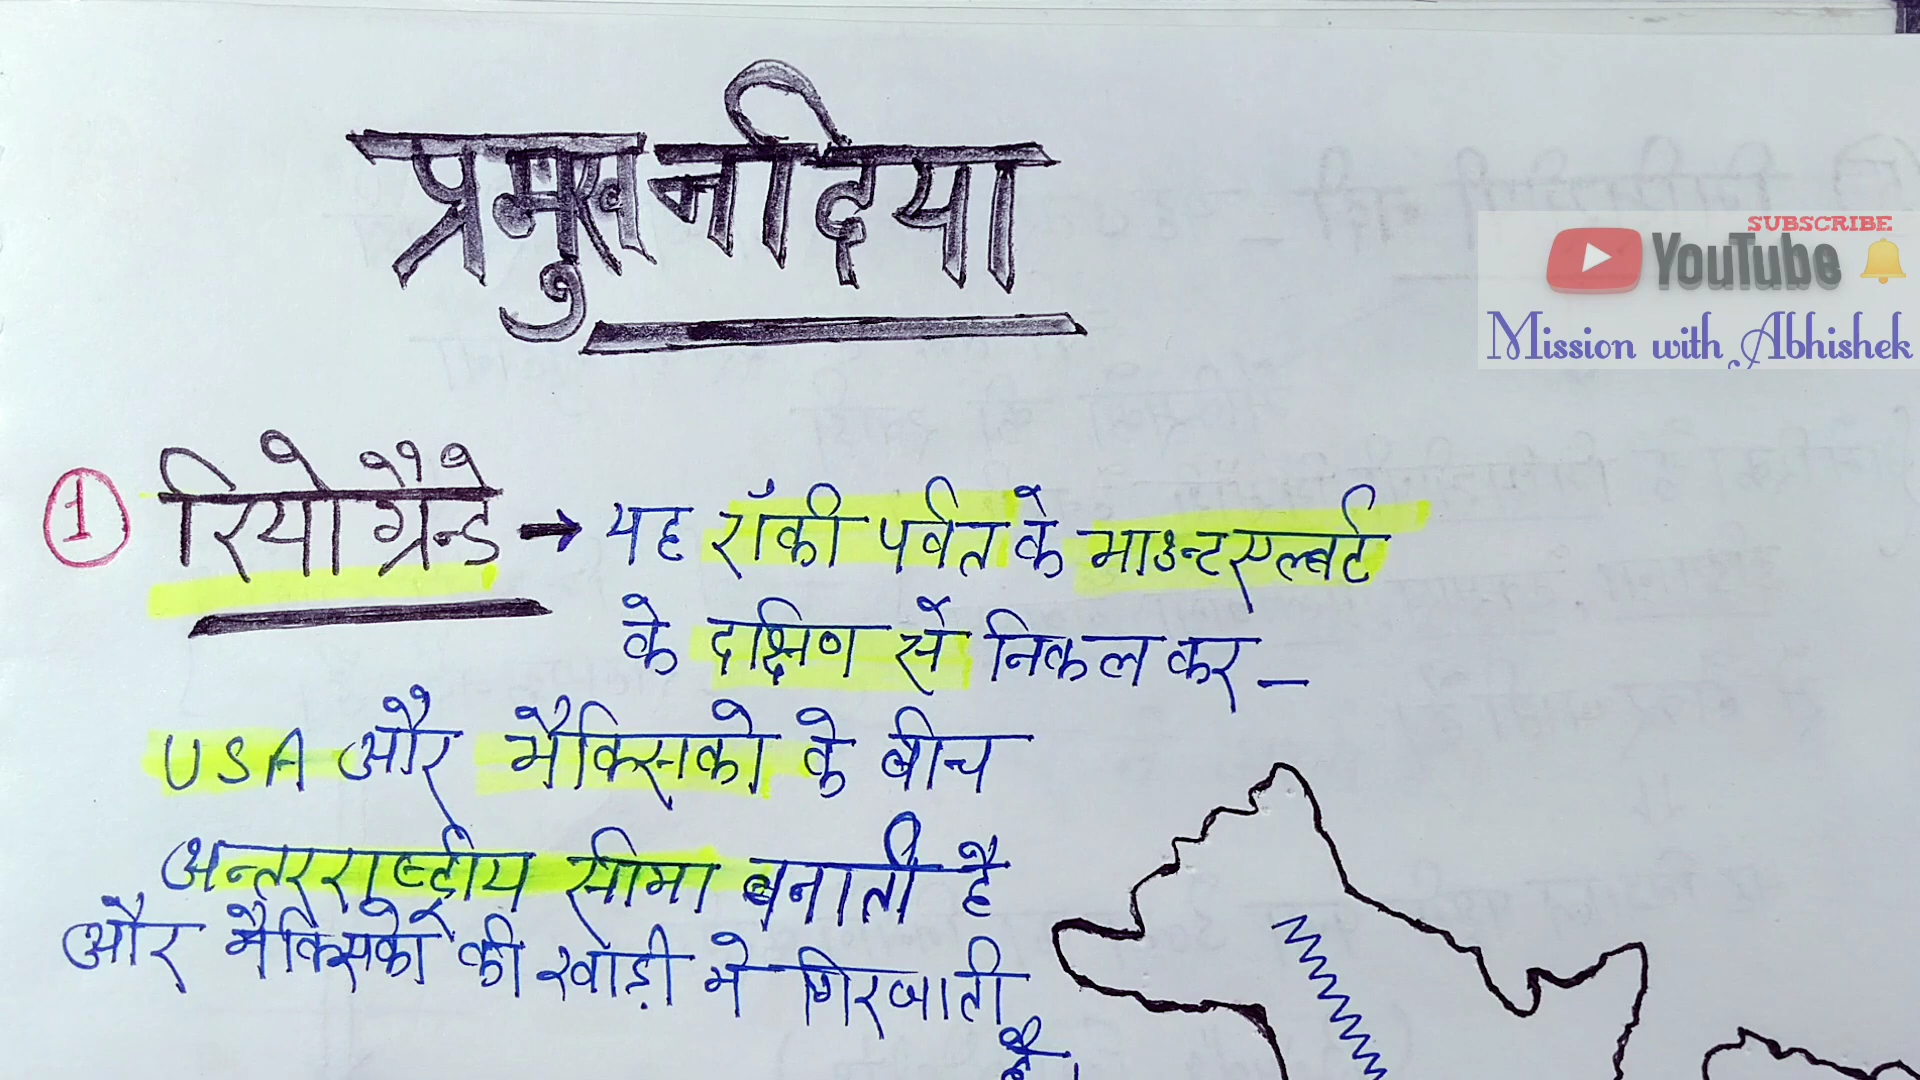 प्रमुख नदिया
SUBSCRIBE
YouTube
Mission with Abhishek
① रियो ग्रैन्डे → यह रॉकी पर्वत के माउन्ट एल्बर्ट
के दक्षिण से निकल कर –
USA और मैक्सिको के बीच
अन्तरराष्ट्रीय सीमा बनाती है
और मैक्सिको की खाड़ी मे गिर जाती
है।